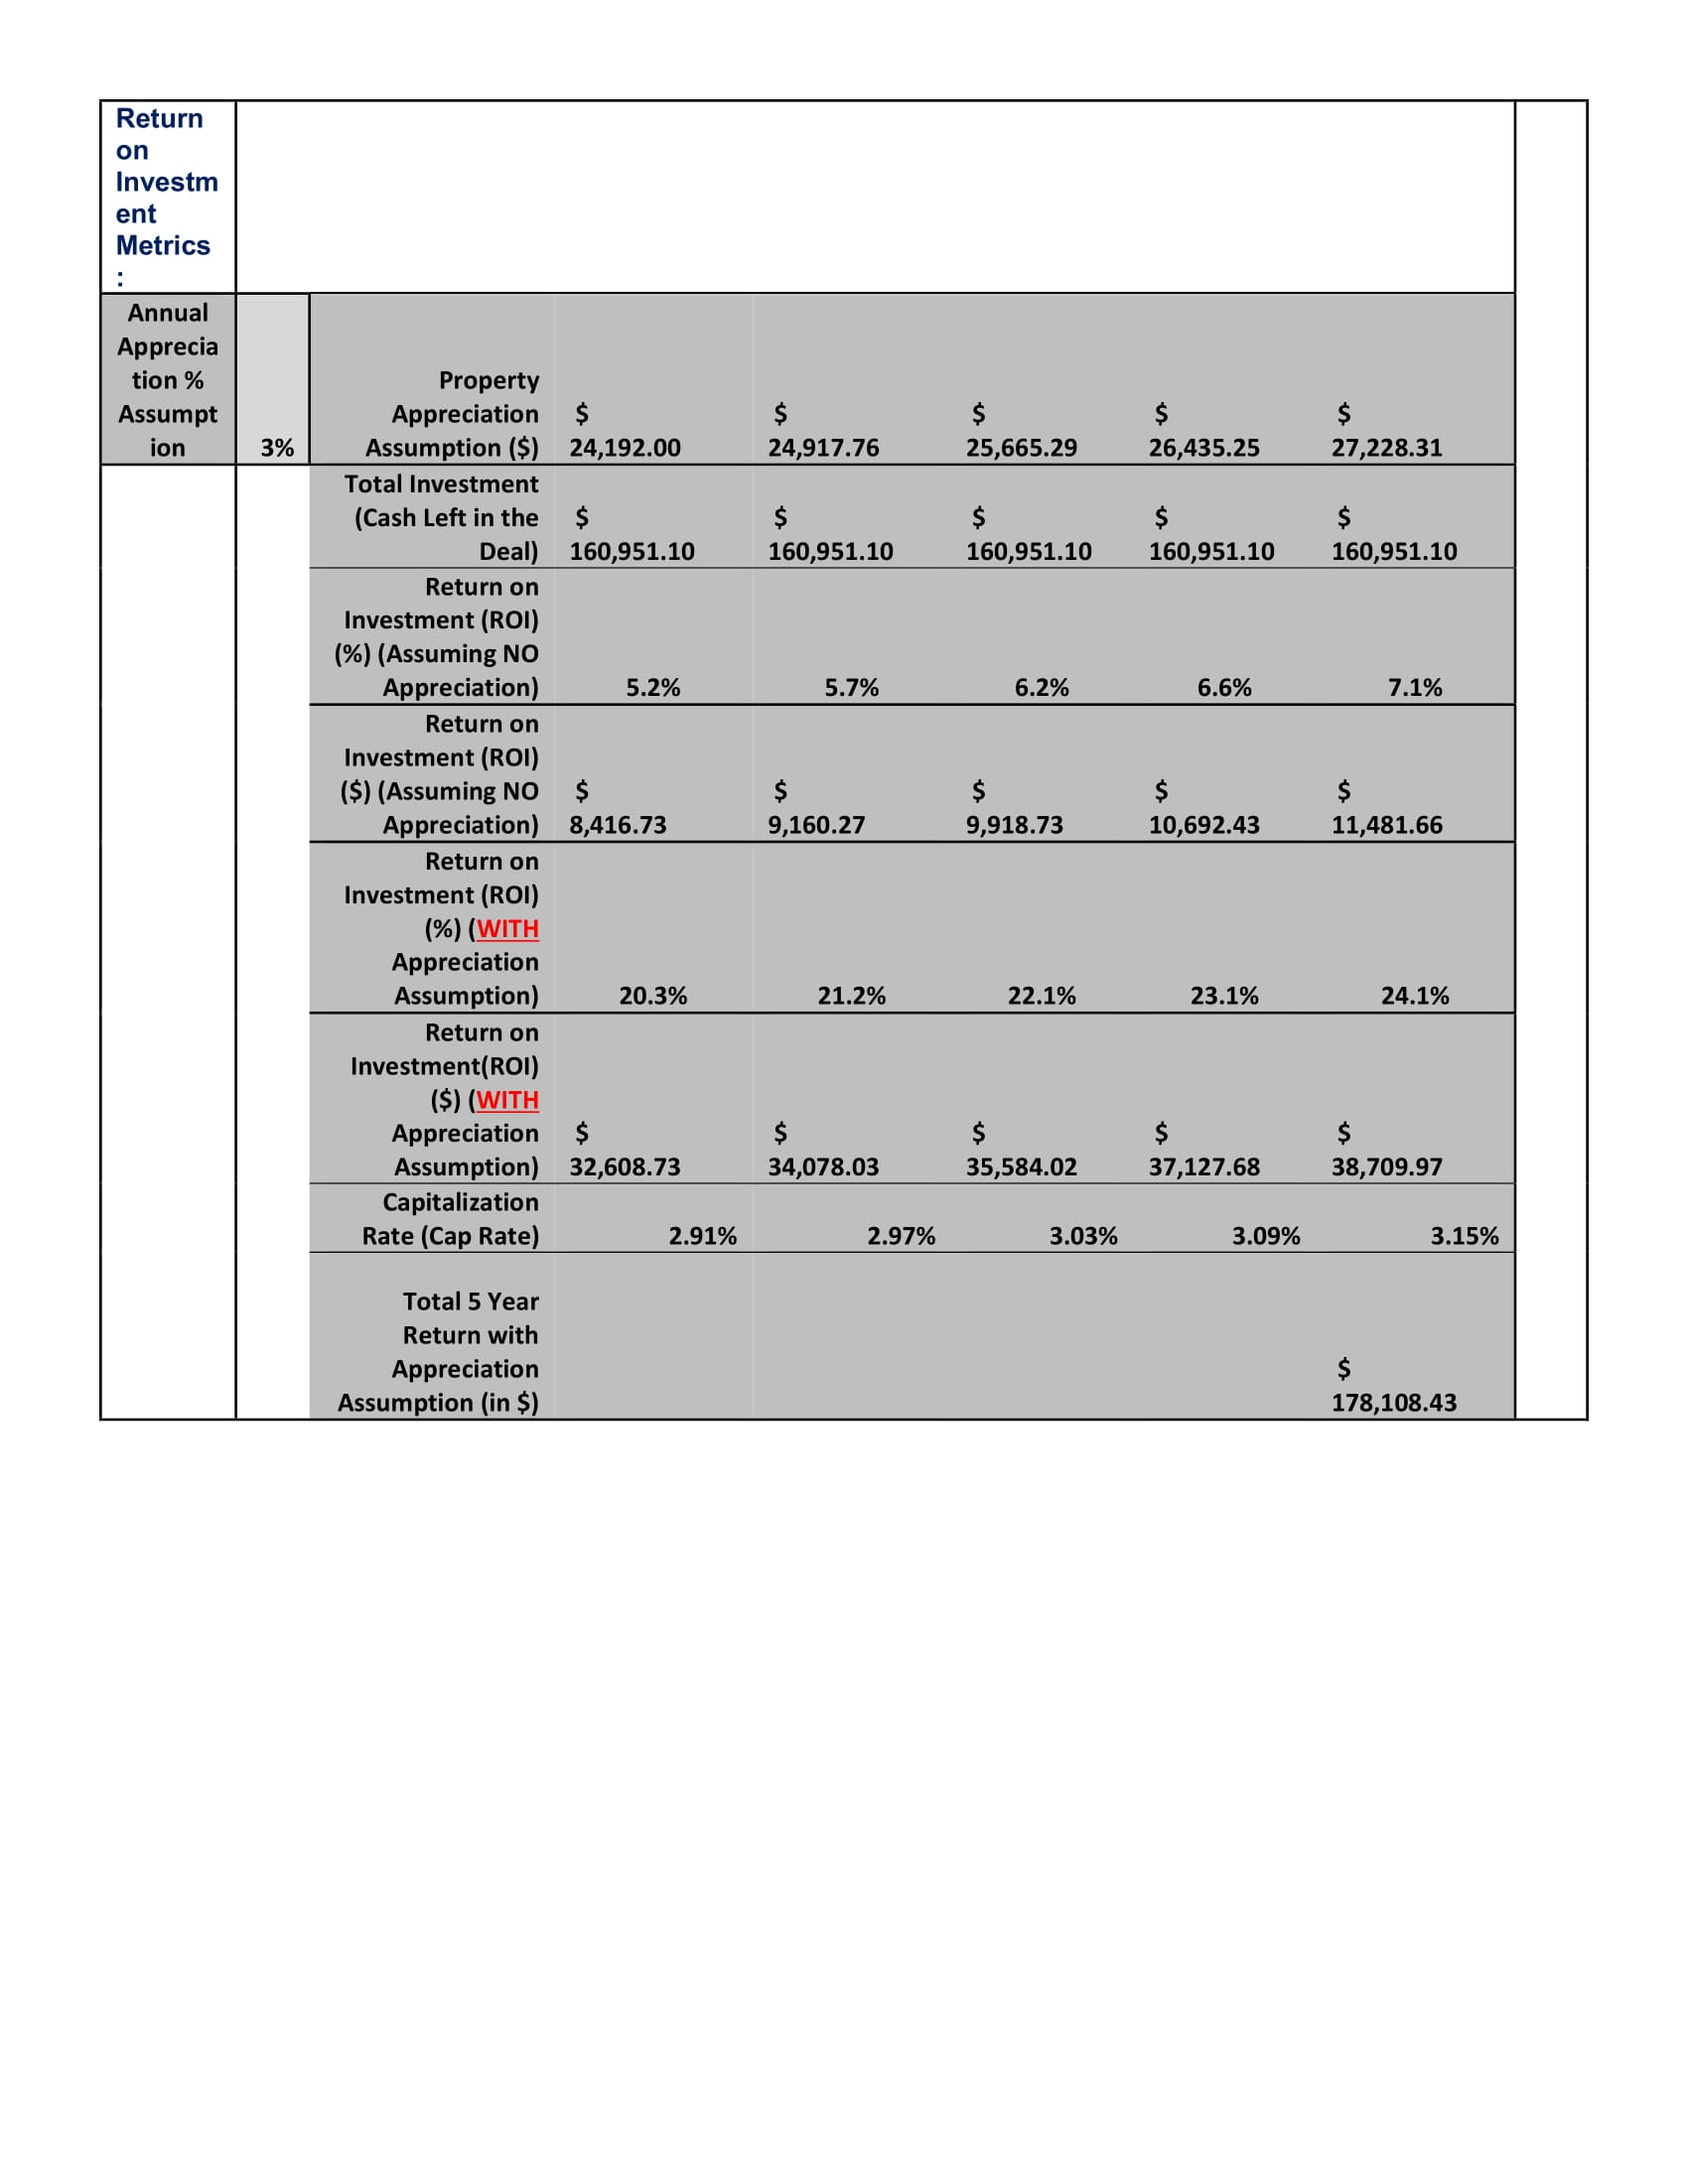 Return
on
Investm
ent
Metrics
:
Annual
Apprecia
tion %
Assumpt
ion
3%
Property
Appreciation
Assumption ($)
$ 24,192.00
$ 24,917.76
$ 25,665.29
$ 26,435.25
$ 27,228.31
Total Investment
(Cash Left in the
Deal)
$ 160,951.10
$ 160,951.10
$ 160,951.10
$ 160,951.10
$ 160,951.10
Return on
Investment (ROI)
(%) (Assuming NO
Appreciation)
5.2%
5.7%
6.2%
6.6%
7.1%
Return on
Investment (ROI)
($) (Assuming NO
Appreciation)
$ 8,416.73
$ 9,160.27
$ 9,918.73
$ 10,692.43
$ 11,481.66
Return on
Investment (ROI)
(%) (WITH
Appreciation
Assumption)
20.3%
21.2%
22.1%
23.1%
24.1%
Return on
Investment(ROI)
($) (WITH
Appreciation
Assumption)
$ 32,608.73
$ 34,078.03
$ 35,584.02
$ 37,127.68
$ 38,709.97
Capitalization
Rate (Cap Rate)
2.91%
2.97%
3.03%
3.09%
3.15%
Total 5 Year
Return with
Appreciation
Assumption (in $)
$ 178,108.43